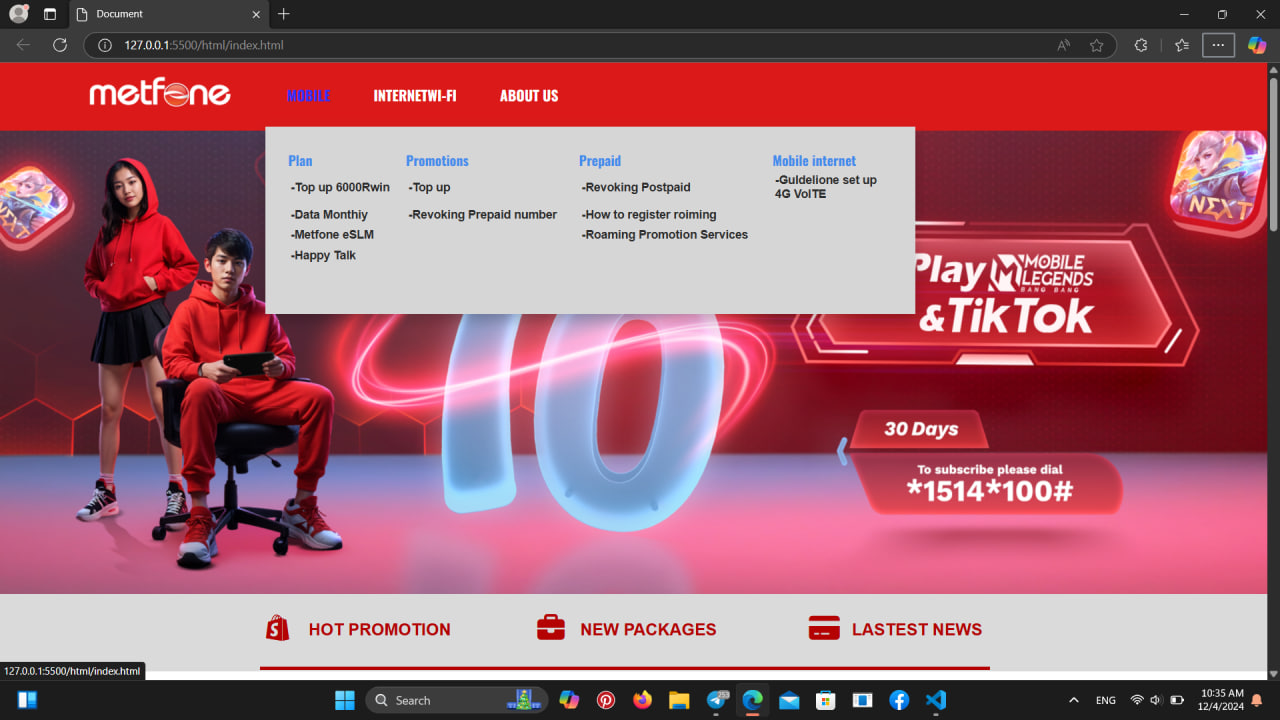 Document
127.0.0.1:5500/html/index.html
metfone
MOBILE
INTERNETWI-FI
ABOUT US
Plan
-Top up 6000Rwin
-Data Monthiy
-Metfone eSLM
-Happy Talk
Promotions
-Top up
-Revoking Prepaid number
Prepaid
-Revoking Postpaid
-How to register roiming
-Roaming Promotion Services
Mobile internet
-Guldelione set up
4G VolTE
NEXT
NEXT
Play MOBILE
LEGENDS
BANG BANG
&TikTok
10
30 Days
To subscribe please dial
*1514*100#
HOT PROMOTION
NEW PACKAGES
LASTEST NEWS
127.0.0.1:5500/html/index.html
Search
253
ENG
10:35 AM
12/4/2024